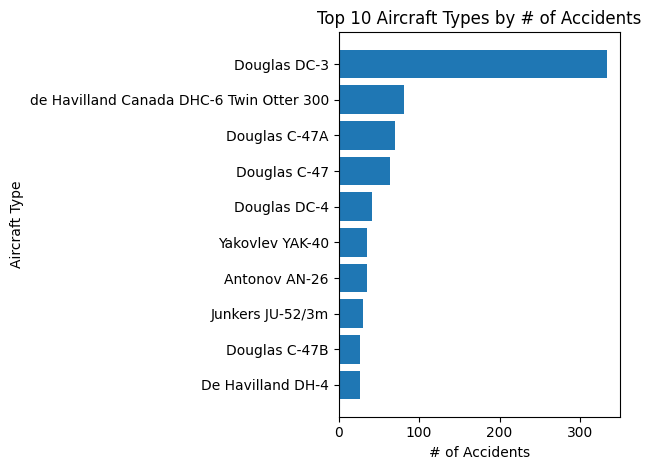 Top 10 Aircraft Types by # of Accidents
Douglas DC-3
de Havilland Canada DHC-6 Twin Otter 300
Douglas C-47A
Douglas C-47
Douglas DC-4
Yakovlev YAK-40
Antonov AN-26
Junkers JU-52/3m
Douglas C-47B
De Havilland DH-4
Aircraft Type
0 100 200 300
# of Accidents